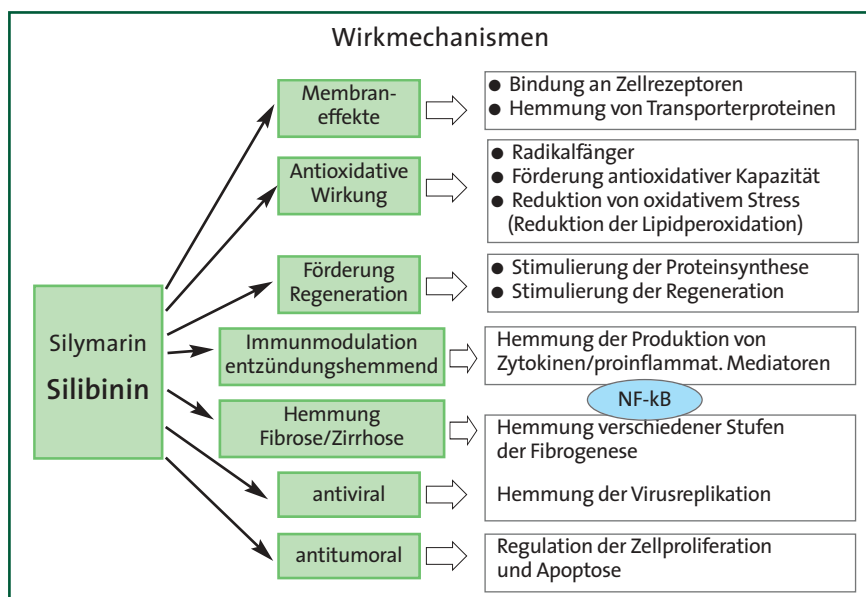 Wirkmechanismen
Silymarin
Silibinin
Membran-
effekte
● Bindung an Zellrezeptoren
● Hemmung von Transporterproteinen
Antioxidative
Wirkung
● Radikalfänger
● Förderung antioxidativer Kapazität
● Reduktion von oxidativem Stress
(Reduktion der Lipidperoxidation)
Förderung
Regeneration
● Stimulierung der Proteinsynthese
● Stimulierung der Regeneration
Immunmodulation
entzündungshemmend
Hemmung der Produktion von
Zytokinen/proinflammat. Mediatoren
NF-kB
Hemmung
Fibrose/Zirrhose
Hemmung verschiedener Stufen
der Fibrogenese
antiviral
Hemmung der Virusreplikation
antitumoral
Regulation der Zellproliferation
und Apoptose